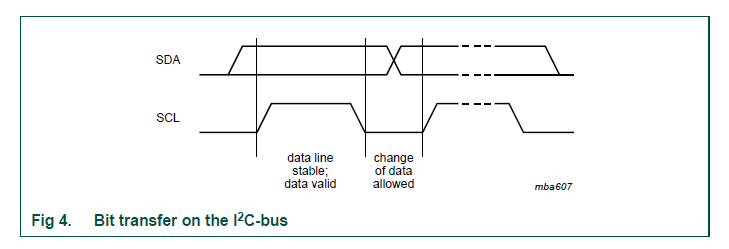 SDA
SCL
data line
stable;
data valid
change
of data
allowed
mba607
Fig 4. Bit transfer on the I²C-bus